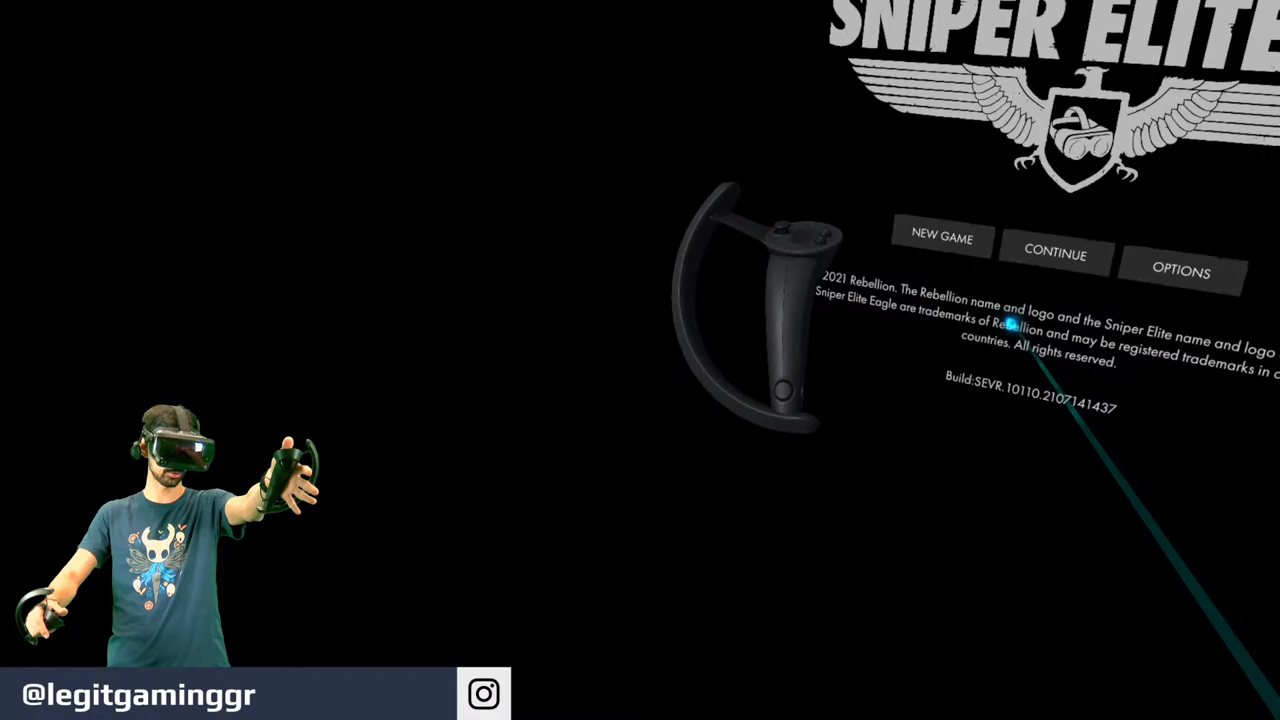 SNIPER ELITE
NEW GAME
CONTINUE
OPTIONS
2021 Rebellion. The Rebellion name and logo and the Sniper Elite name and logo
Sniper Elite Eagle are trademarks of Rebellion and may be registered trademarks in
countries. All rights reserved.
Build:SEVR.10110.2107141437
@legitgaminggr